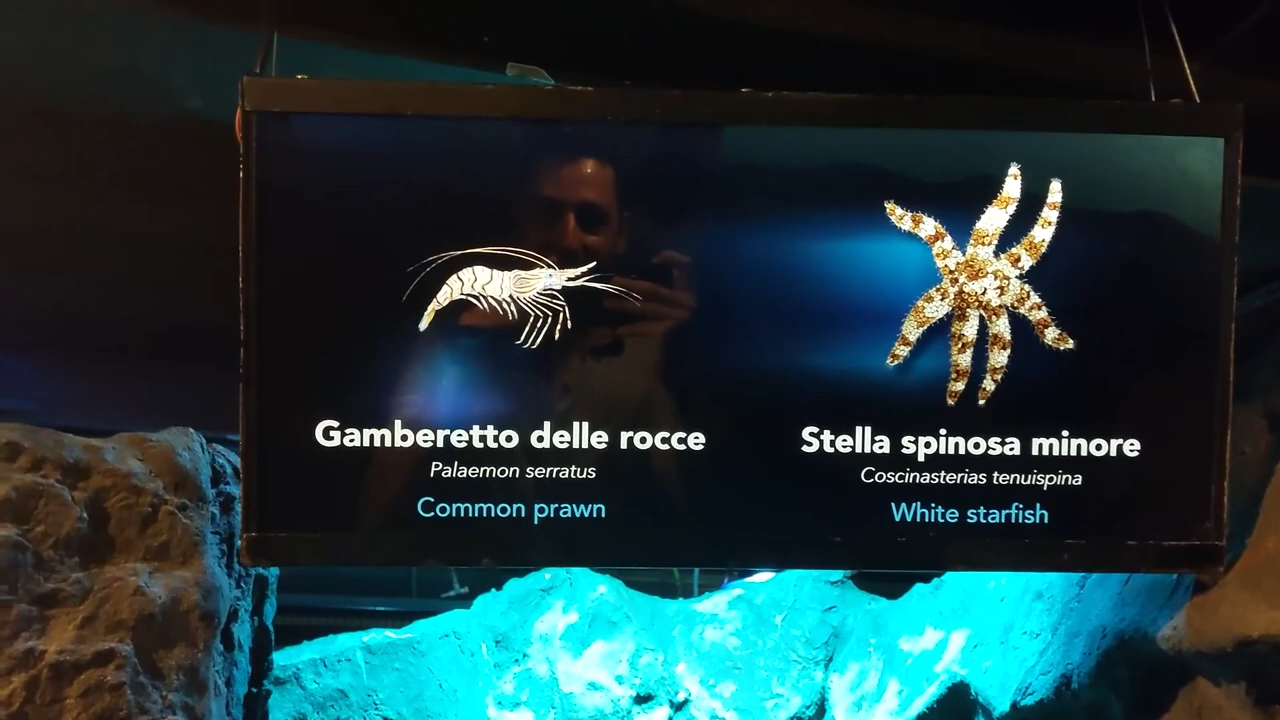 Gamberetto delle rocce
Palaemon serratus
Common prawn
Stella spinosa minore
Coscinasterias tenuispina
White starfish